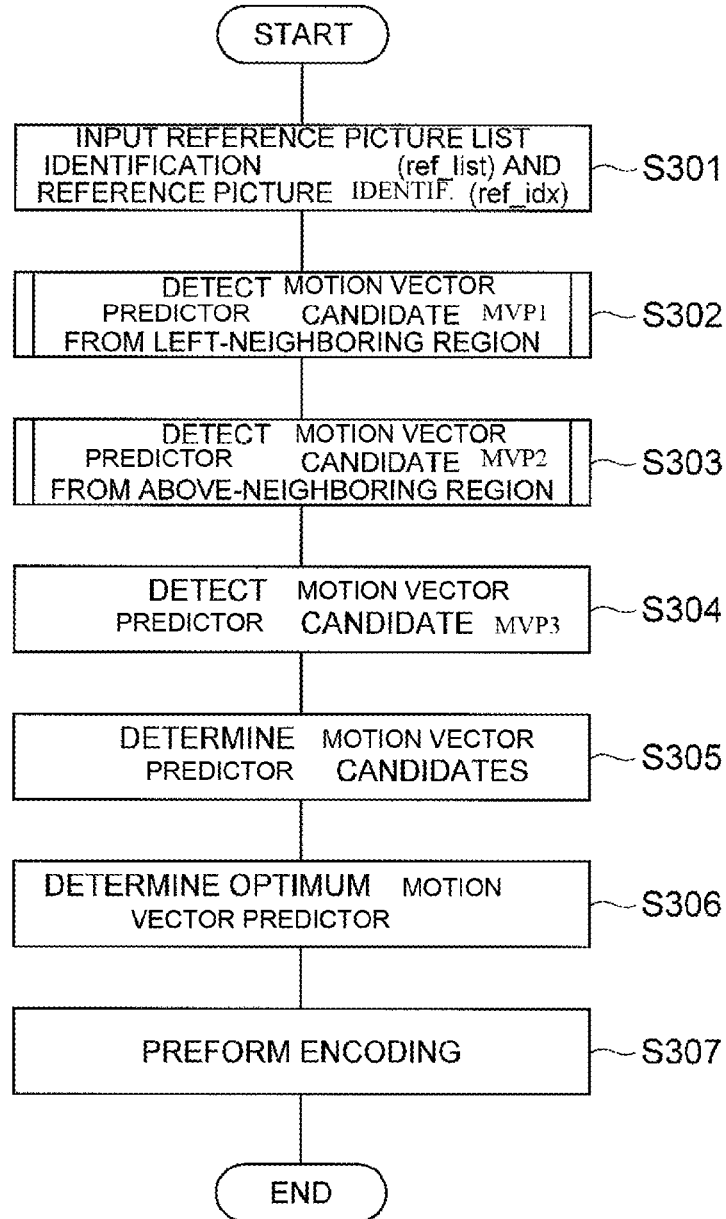 START
INPUT REFERENCE PICTURE LIST
IDENTIFICATION (ref_list) AND
REFERENCE PICTURE IDENTIF. (ref_idx)
S301
DETECT MOTION VECTOR
PREDICTOR CANDIDATE MVP1
FROM LEFT-NEIGHBORING REGION
S302
DETECT MOTION VECTOR
PREDICTOR CANDIDATE MVP2
FROM ABOVE-NEIGHBORING REGION
S303
DETECT MOTION VECTOR
PREDICTOR CANDIDATE MVP3
S304
DETERMINE MOTION VECTOR
PREDICTOR CANDIDATES
S305
DETERMINE OPTIMUM MOTION
VECTOR PREDICTOR
S306
PREFORM ENCODING
S307
END